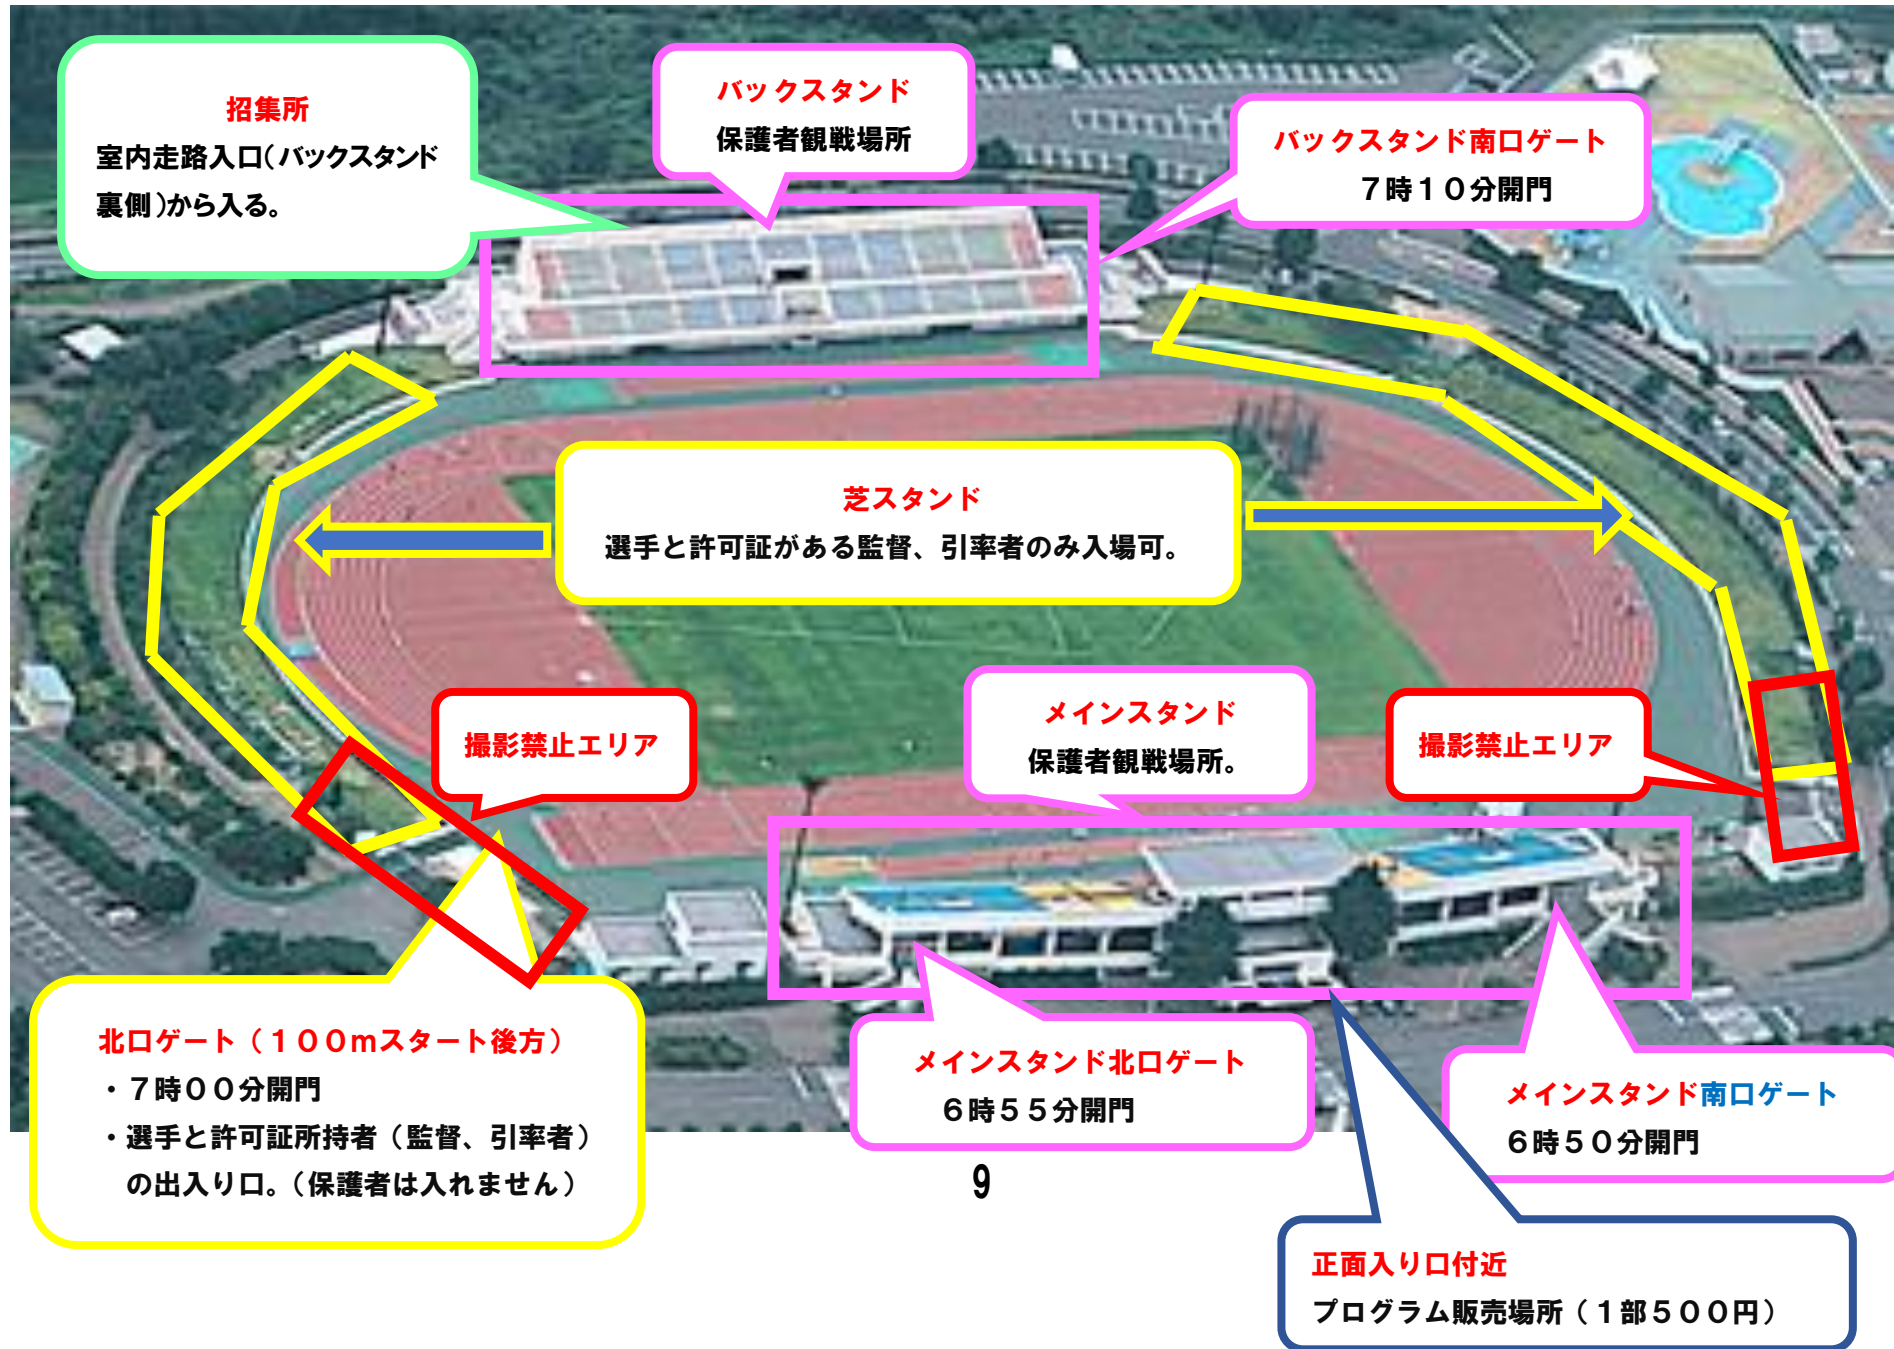 招集所
室内走路入口(バックスタンド
裏側)から入る。
バックスタンド
保護者観戦場所
バックスタンド南口ゲート
７時１０分開門
芝スタンド
選手と許可証がある監督、引率者のみ入場可。
撮影禁止エリア
メインスタンド
保護者観戦場所。
撮影禁止エリア
北口ゲート（１００ｍスタート後方）
・７時００分開門
・選手と許可証所持者（監督、引率者）
の出入り口。（保護者は入れません）
メインスタンド北口ゲート
６時５５分開門
メインスタンド南口ゲート
６時５０分開門
9
正面入り口付近
プログラム販売場所（１部５００円）